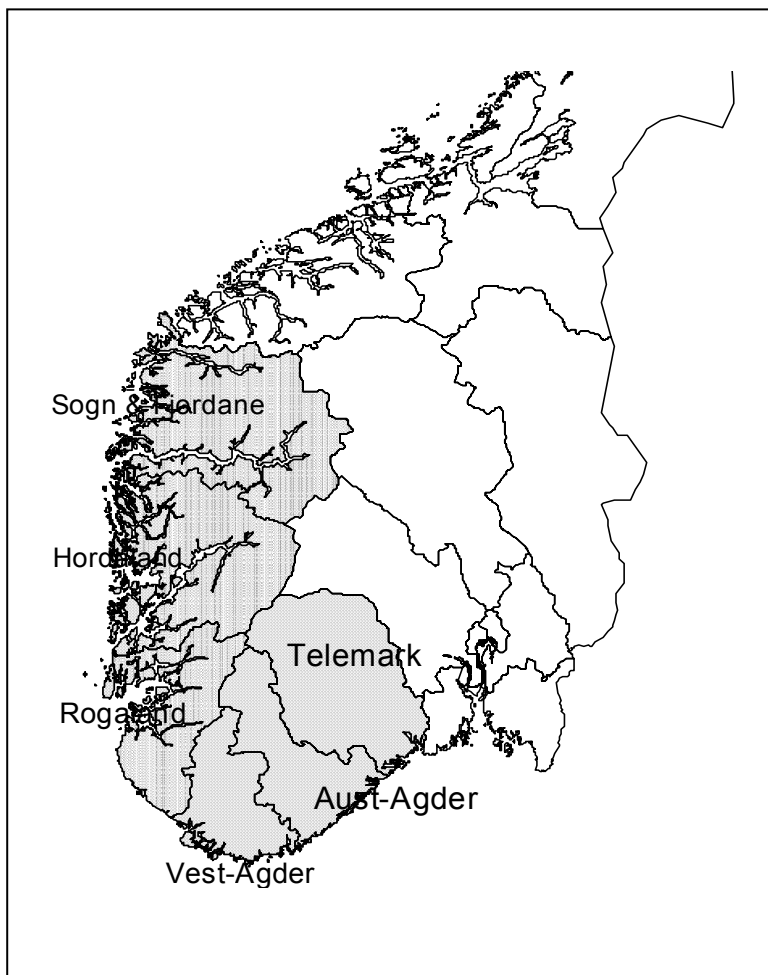 Sogn & Fjordane
Hordaland
Telemark
Rogaland
Aust-Agder
Vest-Agder